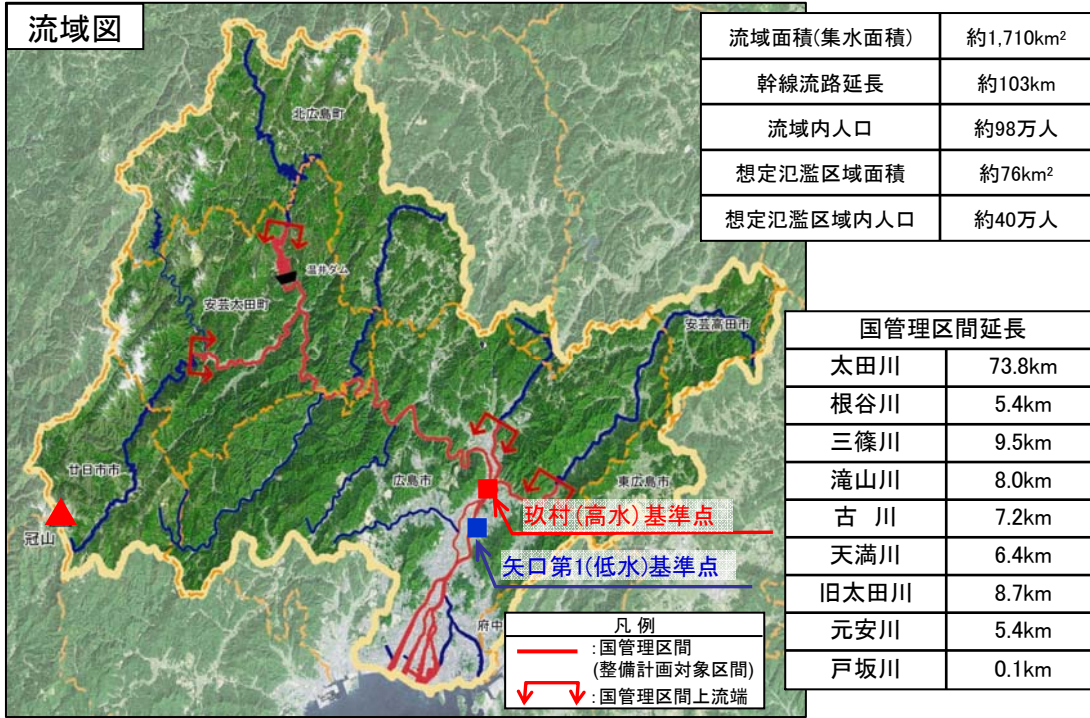 流域図
北広島町
温井ダム
安芸太田町
安芸高田市
廿日市市
広島市
東広島市
冠山
玖村(高水)基準点
矢口第1(低水)基準点
府中
凡 例
:国管理区間
(整備計画対象区間)
:国管理区間上流端
流域面積(集水面積) 約1,710km²
幹線流路延長 約103km
流域内人口 約98万人
想定氾濫区域面積 約76km²
想定氾濫区域内人口 約40万人
国管理区間延長
太田川 73.8km
根谷川 5.4km
三篠川 9.5km
滝山川 8.0km
古 川 7.2km
天満川 6.4km
旧太田川 8.7km
元安川 5.4km
戸坂川 0.1km